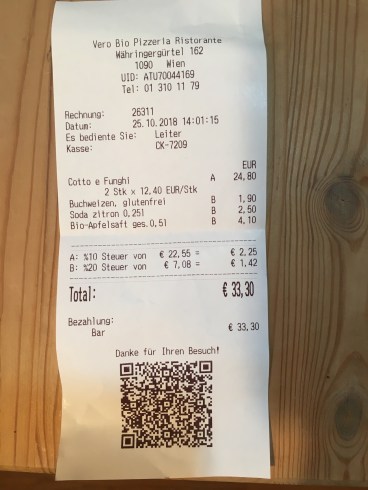 Vero Bio Pizzeria Ristorante
Währingergürtel 162
1090 Wien
UID: ATU70044169
Tel: 01 310 11 79
Rechnung: 26311
Datum: 25.10.2018 14:01:15
Es bediente Sie: Leiter
Kasse: CK-7209
EUR
Cotto e Funghi A 24,80
2 Stk x 12,40 EUR/Stk
Buchweizen, glutenfrei B 1,90
Soda zitron 0,25l B 2,50
Bio-Apfelsaft ges.0,5l B 4,10
A: %10 Steuer von € 22,55 = € 2,25
B: %20 Steuer von € 7,08 = € 1,42
Total: € 33,30
Bezahlung:
Bar € 33,30
Danke für Ihren Besuch!